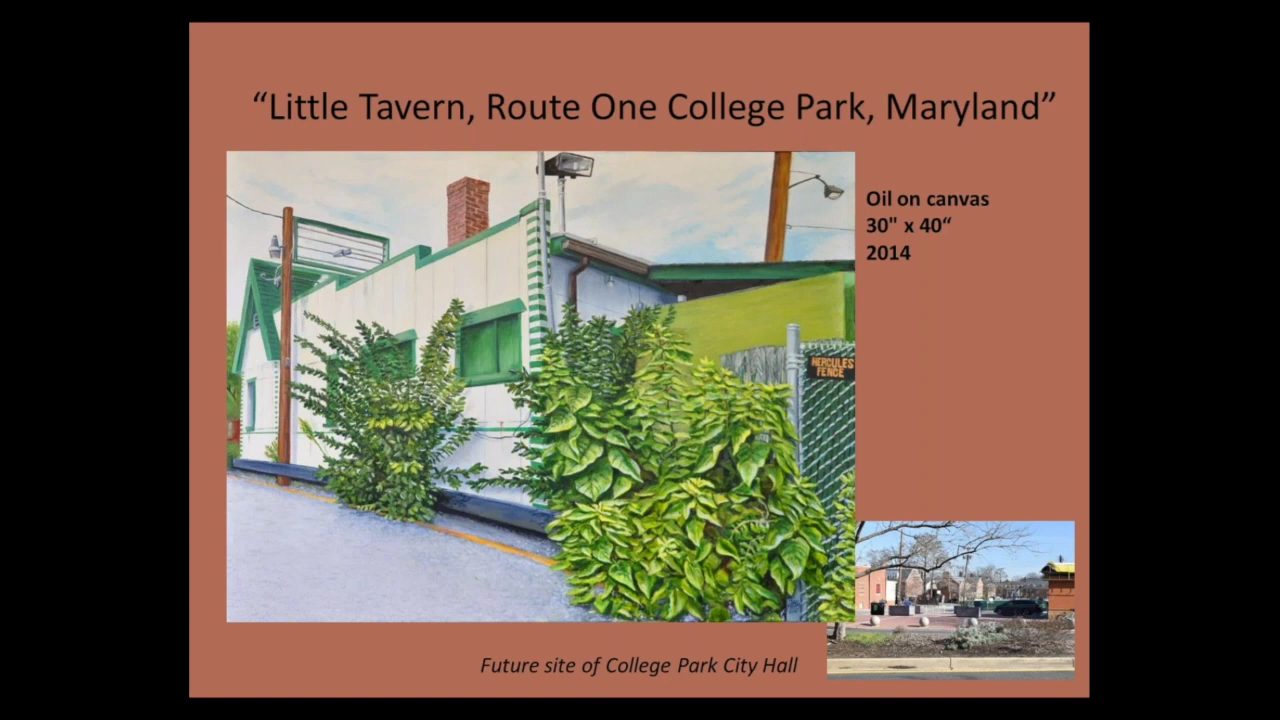 “Little Tavern, Route One College Park, Maryland”
Oil on canvas
30" x 40“
2014
HERCULES
FENCE
Future site of College Park City Hall